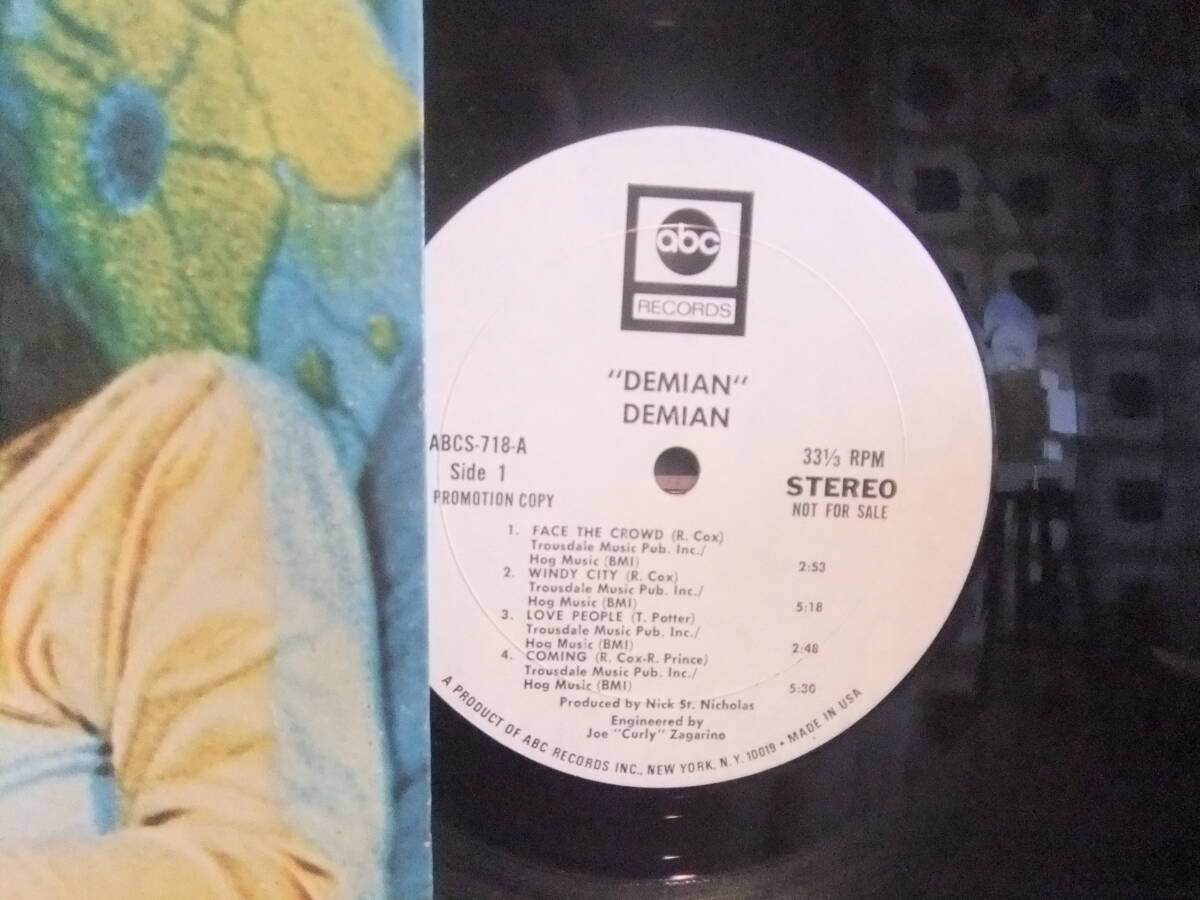 abc
RECORDS
"DEMIAN"
DEMIAN
ABCS-718-A
Side 1
PROMOTION COPY
33⅓ RPM
STEREO
NOT FOR SALE
1. FACE THE CROWD (R. Cox)
Trousdale Music Pub. Inc./
Hog Music (BMI) 2:53
2. WINDY CITY (R. Cox)
Trousdale Music Pub. Inc./
Hog Music (BMI) 5:18
3. LOVE PEOPLE (T. Potter)
Trousdale Music Pub. Inc./
Hog Music (BMI) 2:48
4. COMING (R. Cox-R. Prince)
Trousdale Music Pub. Inc./
Hog Music (BMI) 5:30
Produced by Nick St. Nicholas
Engineered by
Joe "Curly" Zagarino
A PRODUCT OF ABC RECORDS INC., NEW YORK, N.Y. 10019 • MADE IN USA